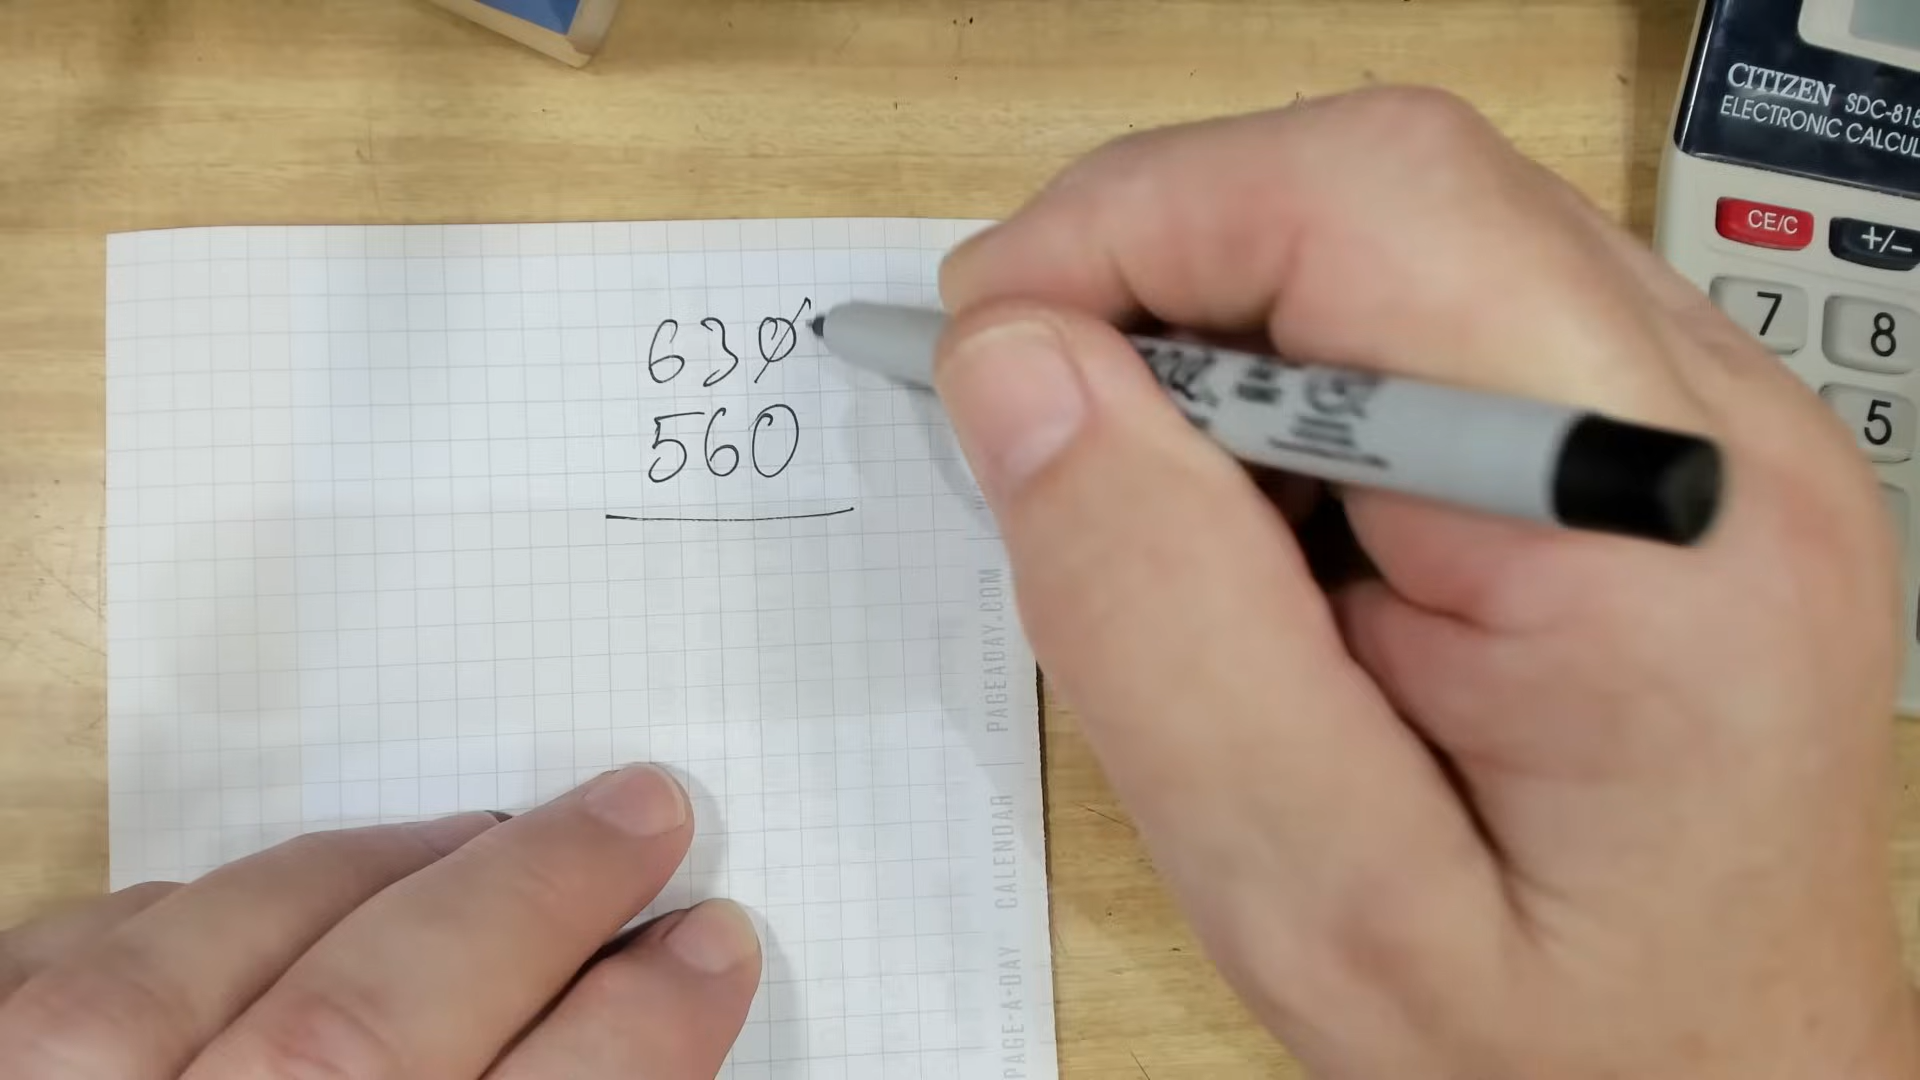 630
560
CITIZEN SDC-815
ELECTRONIC CALCUL
CE/C
+/−
7
8
5
PAGE-A-DAY CALENDAR | PAGEADAY.COM |